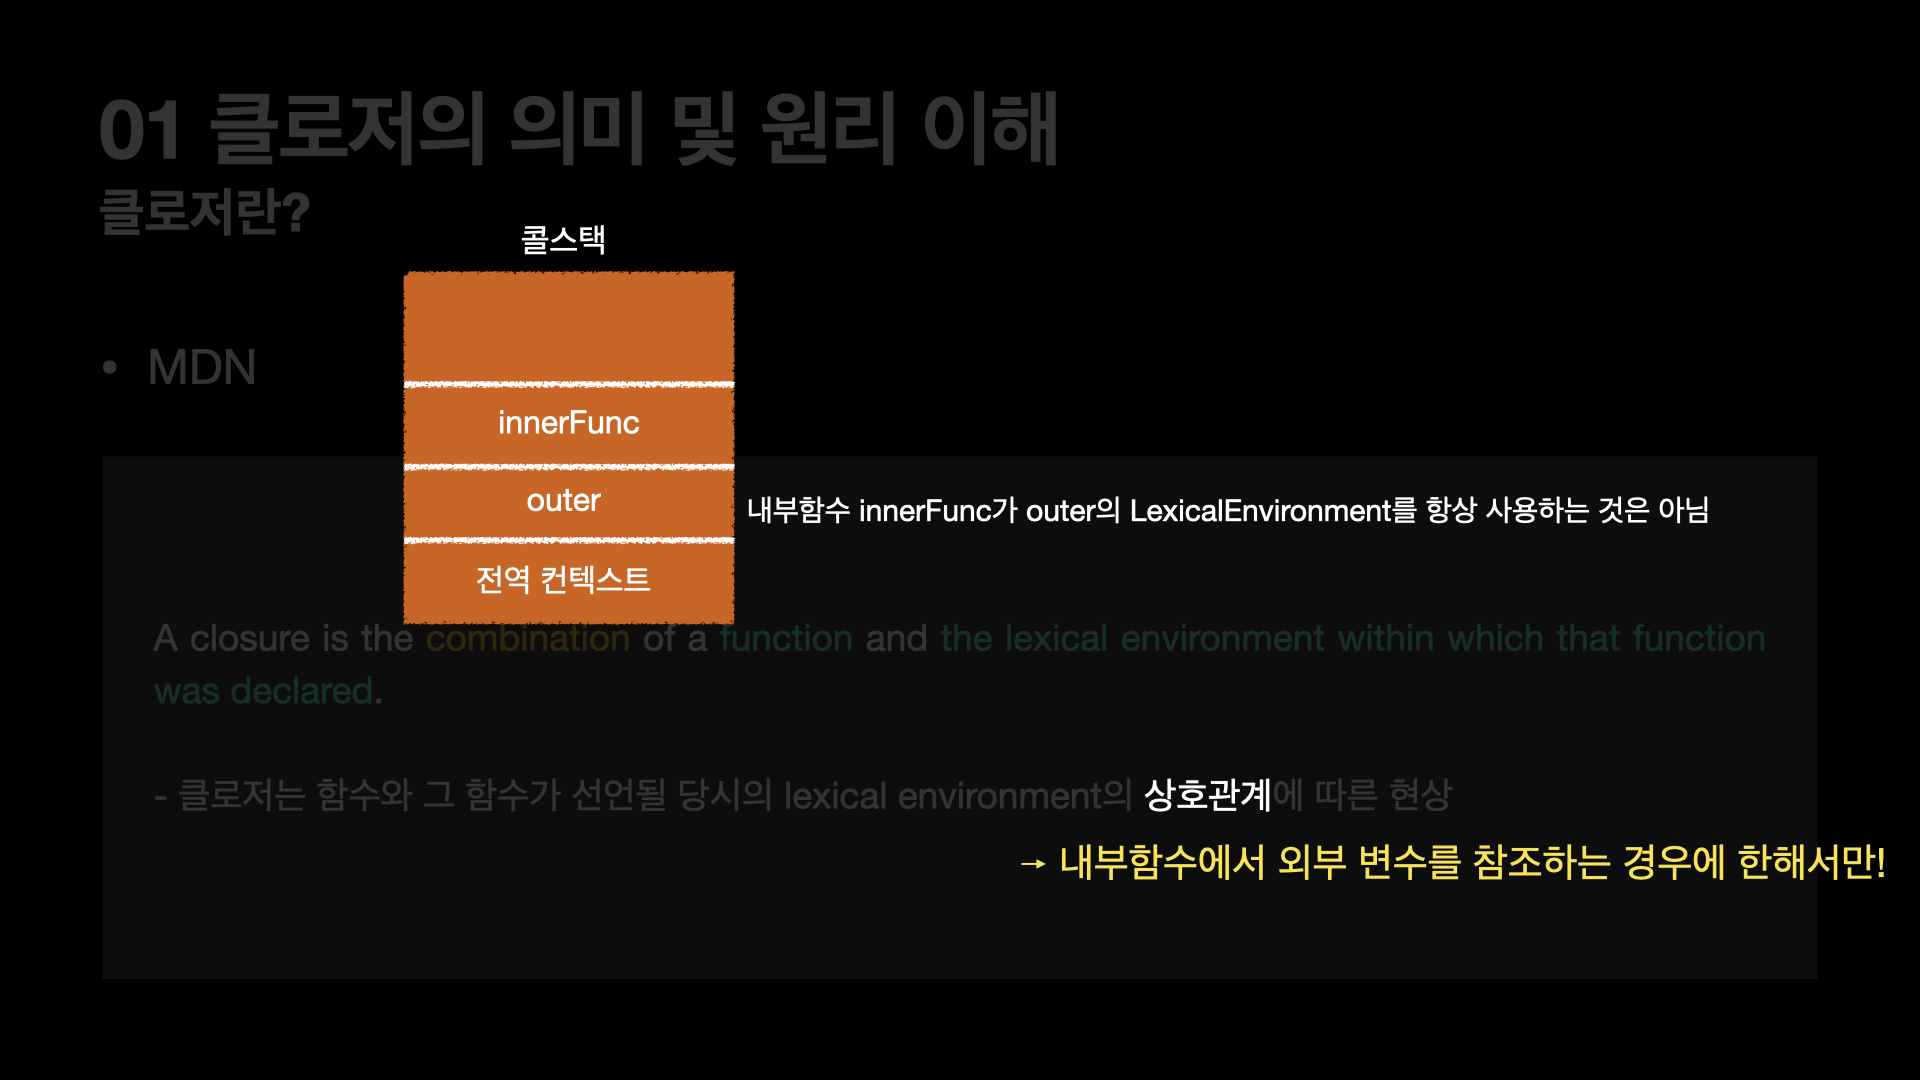 01 클로저의 의미 및 원리 이해
클로저란?
콜스택
• MDN
innerFunc
outer
내부함수 innerFunc가 outer의 LexicalEnvironment를 항상 사용하는 것은 아님
전역 컨텍스트
A closure is the combination of a function and the lexical environment within which that function
was declared.
- 클로저는 함수와 그 함수가 선언될 당시의 lexical environment의 상호관계에 따른 현상
→ 내부함수에서 외부 변수를 참조하는 경우에 한해서만!